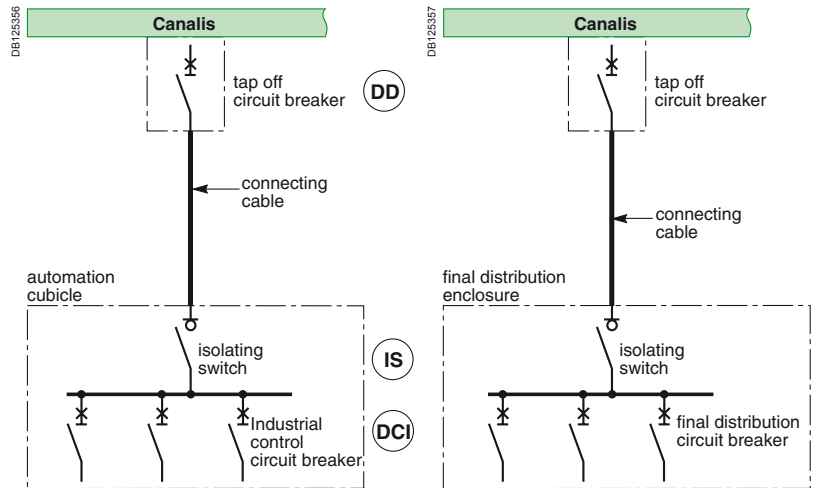 DB125356
Canalis
tap off
circuit breaker
DD
connecting
cable
automation
cubicle
isolating
switch
IS
Industrial
control
circuit breaker
DCI
DB125357
Canalis
tap off
circuit breaker
connecting
cable
final distribution
enclosure
isolating
switch
final distribution
circuit breaker